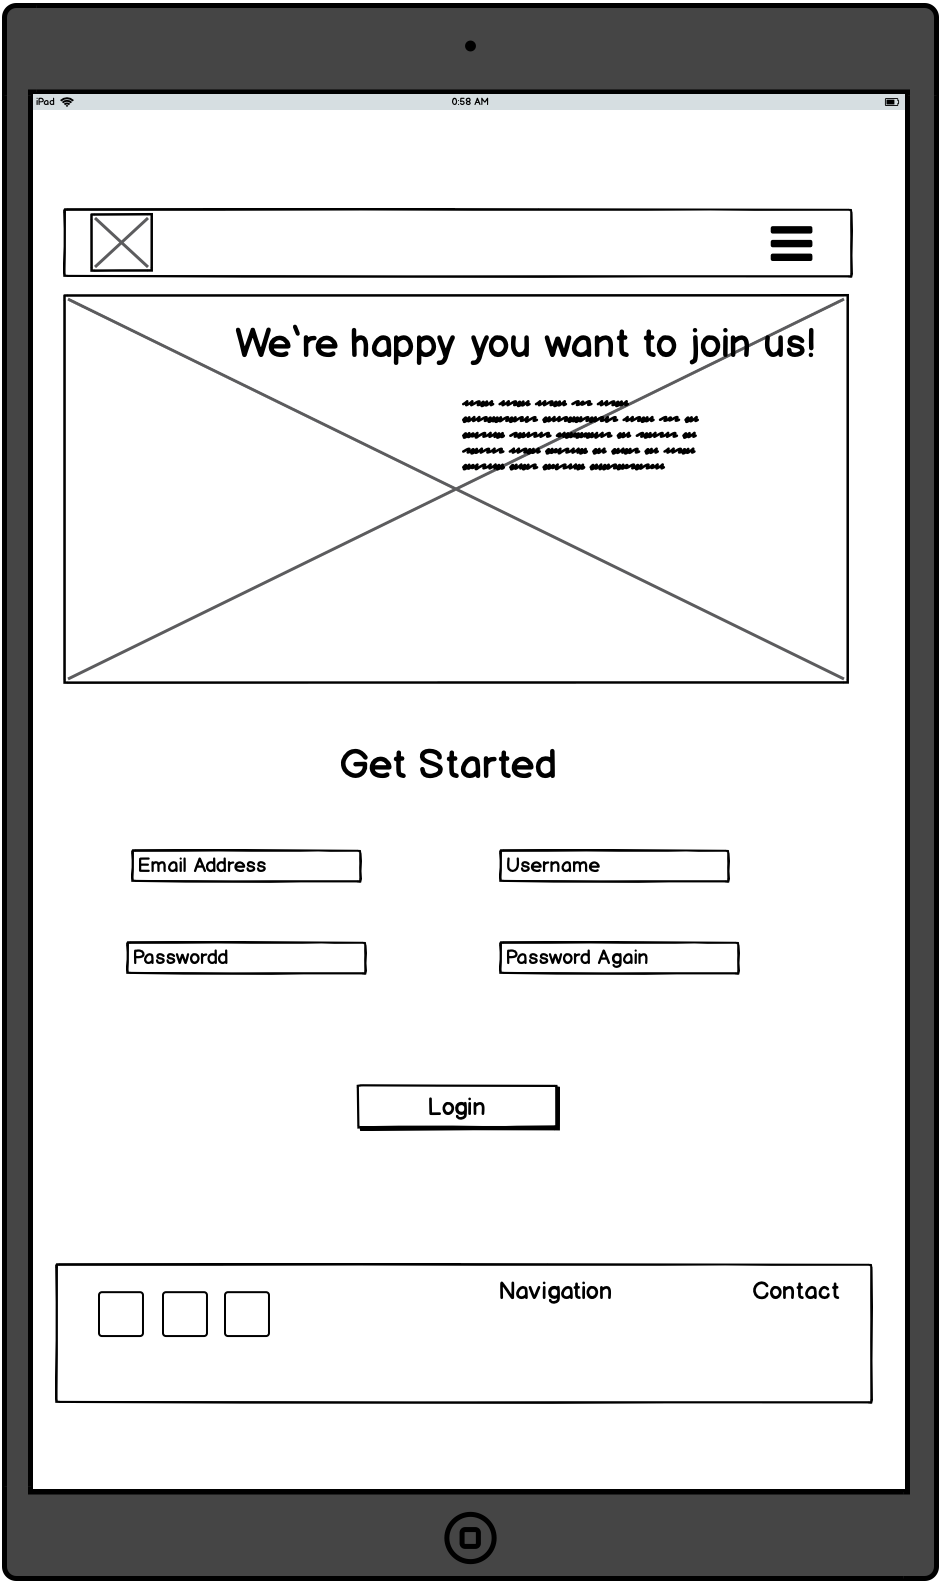 iPad
0:58 AM
We`re happy you want to join us!
Get Started
Email Address
Username
Passwordd
Password Again
Login
Navigation
Contact